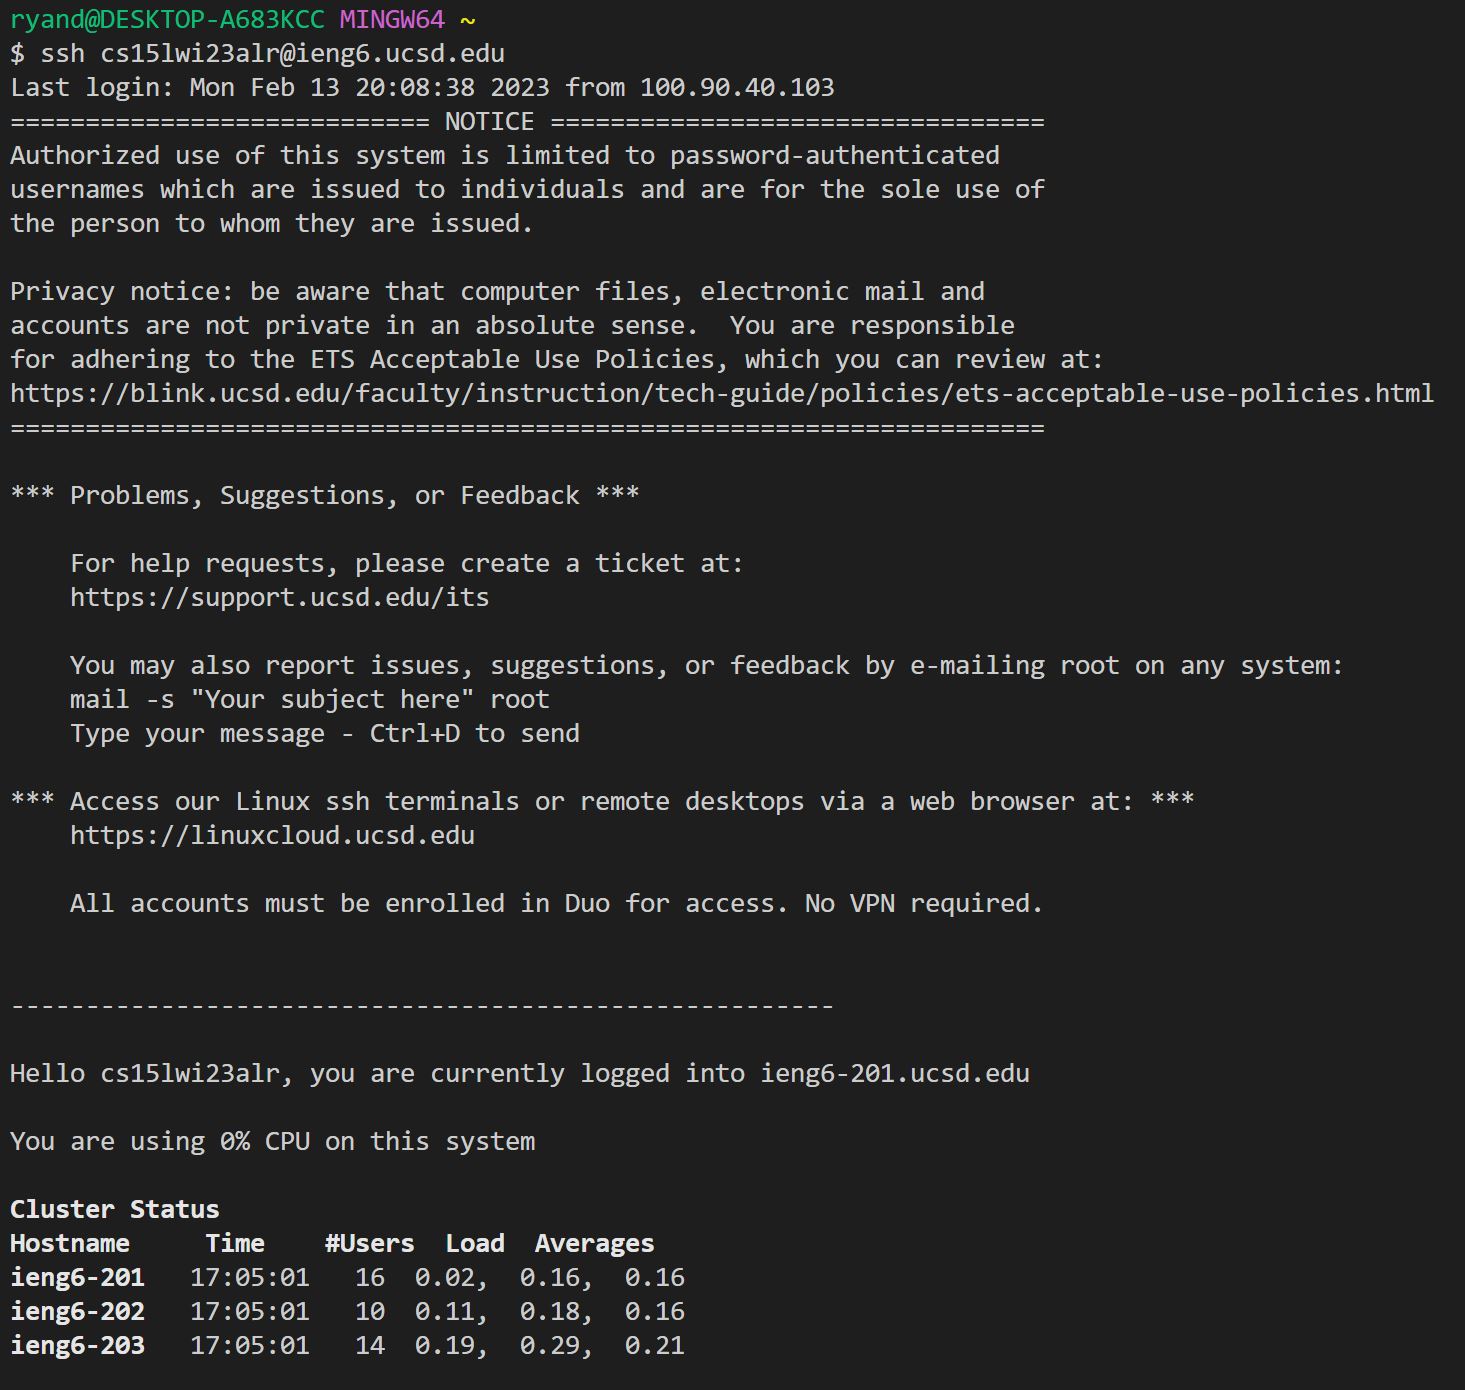 ryand@DESKTOP-A683KCC MINGW64 ~
$ ssh cs15lwi23alr@ieng6.ucsd.edu
Last login: Mon Feb 13 20:08:38 2023 from 100.90.40.103
============================ NOTICE =================================
Authorized use of this system is limited to password-authenticated
usernames which are issued to individuals and are for the sole use of
the person to whom they are issued.

Privacy notice: be aware that computer files, electronic mail and
accounts are not private in an absolute sense.  You are responsible
for adhering to the ETS Acceptable Use Policies, which you can review at:
https://blink.ucsd.edu/faculty/instruction/tech-guide/policies/ets-acceptable-use-policies.html
=====================================================================

*** Problems, Suggestions, or Feedback ***

    For help requests, please create a ticket at:
    https://support.ucsd.edu/its

    You may also report issues, suggestions, or feedback by e-mailing root on any system:
    mail -s "Your subject here" root
    Type your message - Ctrl+D to send

*** Access our Linux ssh terminals or remote desktops via a web browser at: ***
    https://linuxcloud.ucsd.edu

    All accounts must be enrolled in Duo for access. No VPN required.


-------------------------------------------------------

Hello cs15lwi23alr, you are currently logged into ieng6-201.ucsd.edu

You are using 0% CPU on this system

Cluster Status
Hostname     Time    #Users  Load  Averages
ieng6-201   17:05:01   16  0.02,  0.16,  0.16
ieng6-202   17:05:01   10  0.11,  0.18,  0.16
ieng6-203   17:05:01   14  0.19,  0.29,  0.21